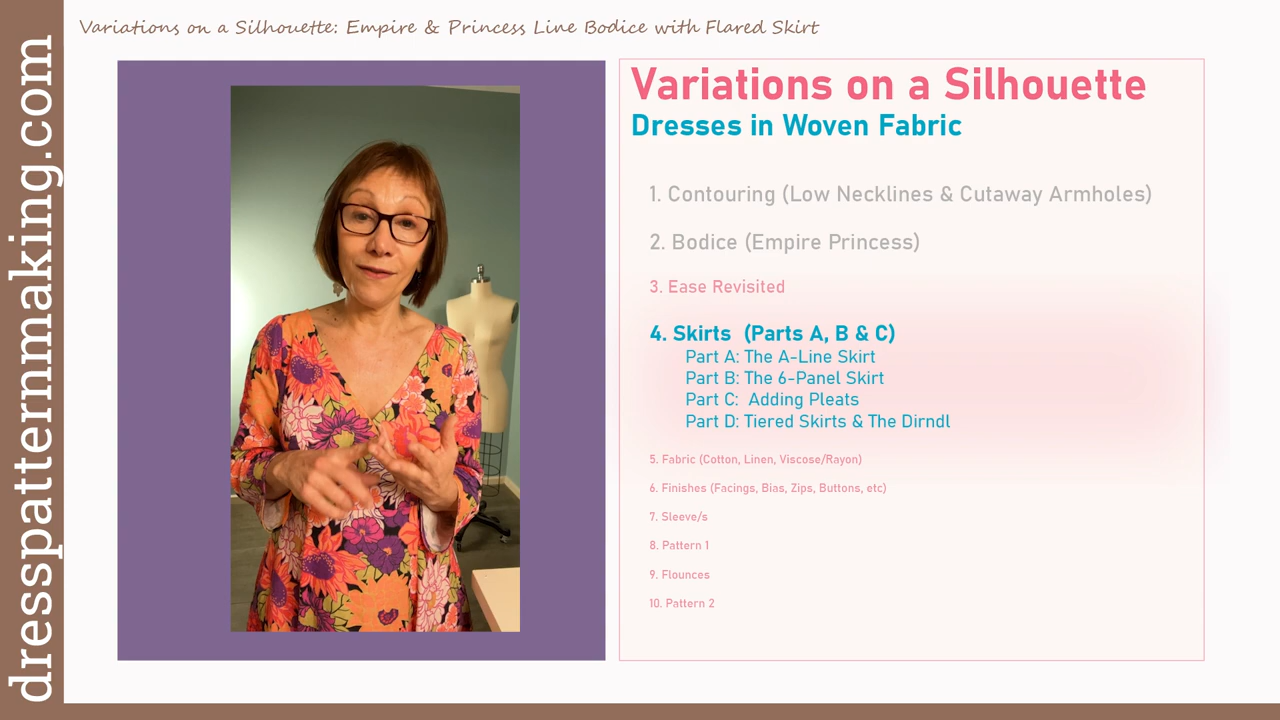 dresspatternmaking.com
Variations on a Silhouette: Empire & Princess Line Bodice with Flared Skirt
Variations on a Silhouette
Dresses in Woven Fabric
1. Contouring (Low Necklines & Cutaway Armholes)
2. Bodice (Empire Princess)
3. Ease Revisited
4. Skirts (Parts A, B & C)
Part A: The A-Line Skirt
Part B: The 6-Panel Skirt
Part C: Adding Pleats
Part D: Tiered Skirts & The Dirndl
5. Fabric (Cotton, Linen, Viscose/Rayon)
6. Finishes (Facings, Bias, Zips, Buttons, etc)
7. Sleeve/s
8. Pattern 1
9. Flounces
10. Pattern 2